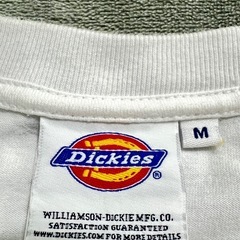 Dickies
®
M
WILLIAMSON-DICKIE MFG. CO.
SATISFACTION GUARANTEED
WWW.DICKIES.COM FOR MORE DETAILS